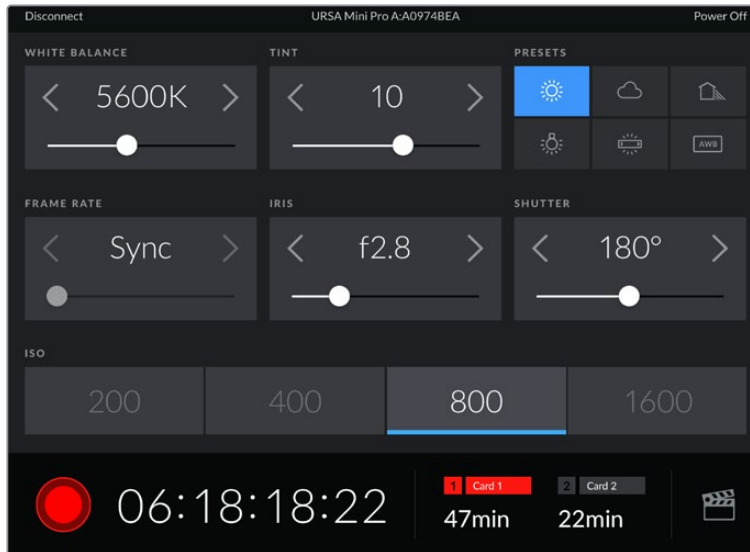 Disconnect URSA Mini Pro A:A0974BEA Power Off
WHITE BALANCE TINT PRESETS
5600K 10
AWB
FRAME RATE IRIS SHUTTER
Sync f2.8 180°
ISO
200 400 800 1600
06:18:18:22
1 Card 1 2 Card 2
47min 22min